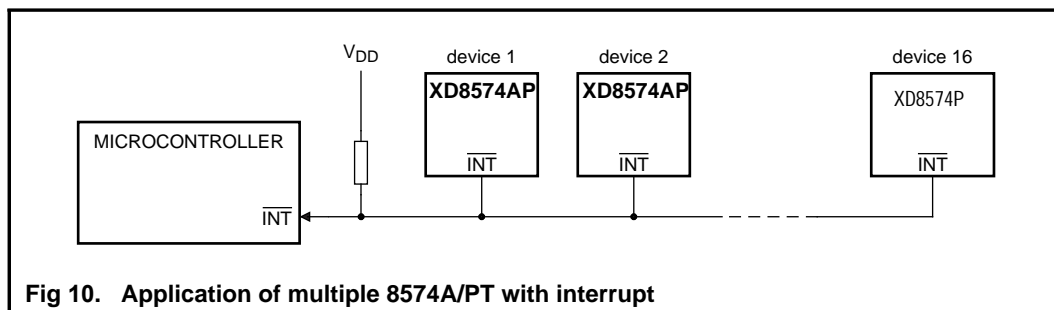 VDD
device 1
device 2
device 16
XD8574AP
XD8574AP
XD8574P
MICROCONTROLLER
INT
INT
INT
INT
Fig 10. Application of multiple 8574A/PT with interrupt